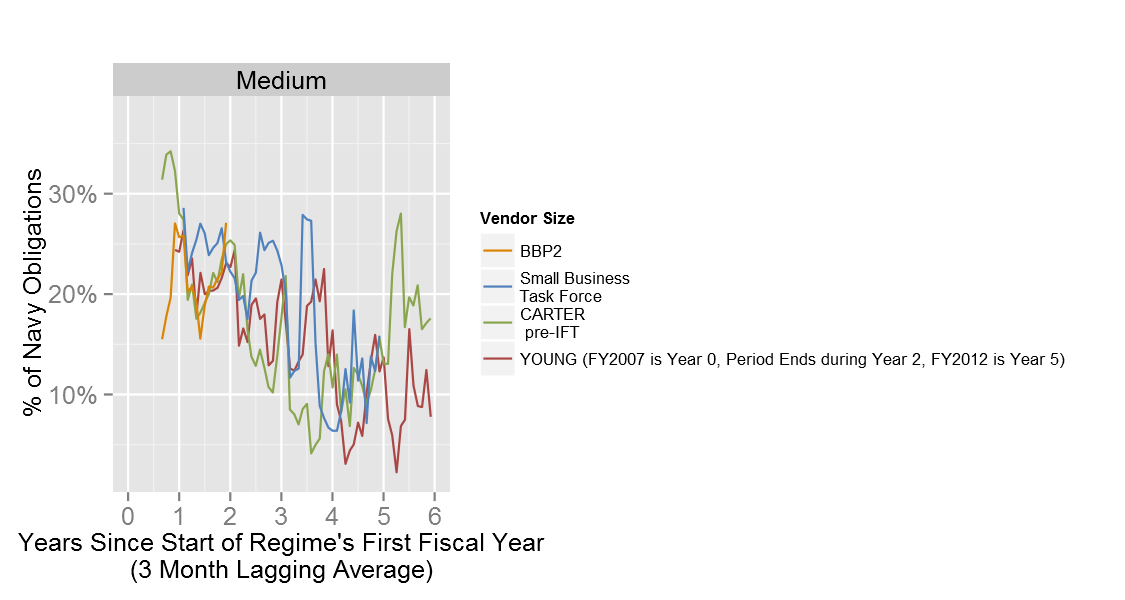 Medium
% of Navy Obligations
30%
20%
10%
0 1 2 3 4 5 6
Years Since Start of Regime's First Fiscal Year
(3 Month Lagging Average)
Vendor Size
BBP2
Small Business
Task Force
CARTER
pre-IFT
YOUNG (FY2007 is Year 0, Period Ends during Year 2, FY2012 is Year 5)